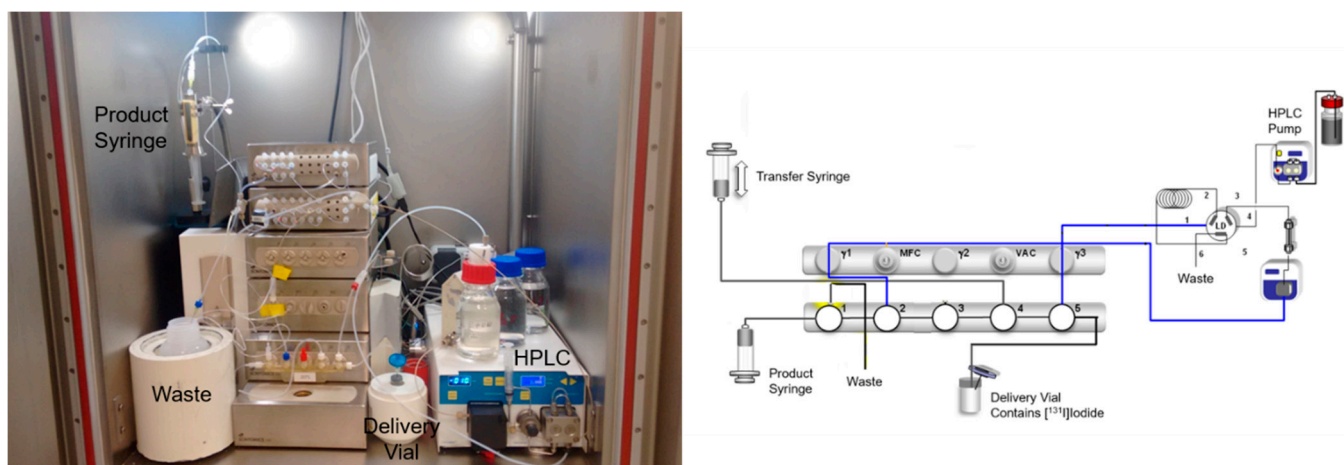 Product
Syringe
Waste
Delivery
Vial
HPLC
Transfer Syringe
γ1
MFC
γ2
VAC
γ3
1
2
3
4
5
Product
Syringe
Waste
Delivery Vial
Contains [¹³¹I]Iodide
HPLC
Pump
2
3
1
LD
4
6
5
Waste